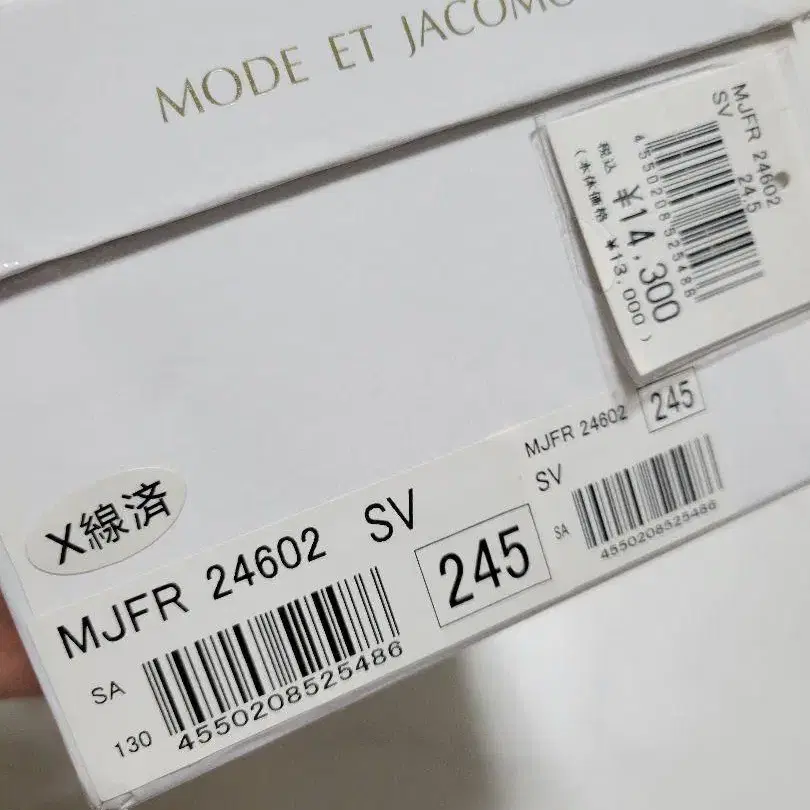 MODE ET JACOMO
MJFR 24602
SV 24.5
4550208525486
税込 ¥14,300
(本体価格 ¥13,000)
X線済
MJFR 24602 SV
245
SA
130
4550208525486
MJFR 24602
245
SV
SA
4550208525486